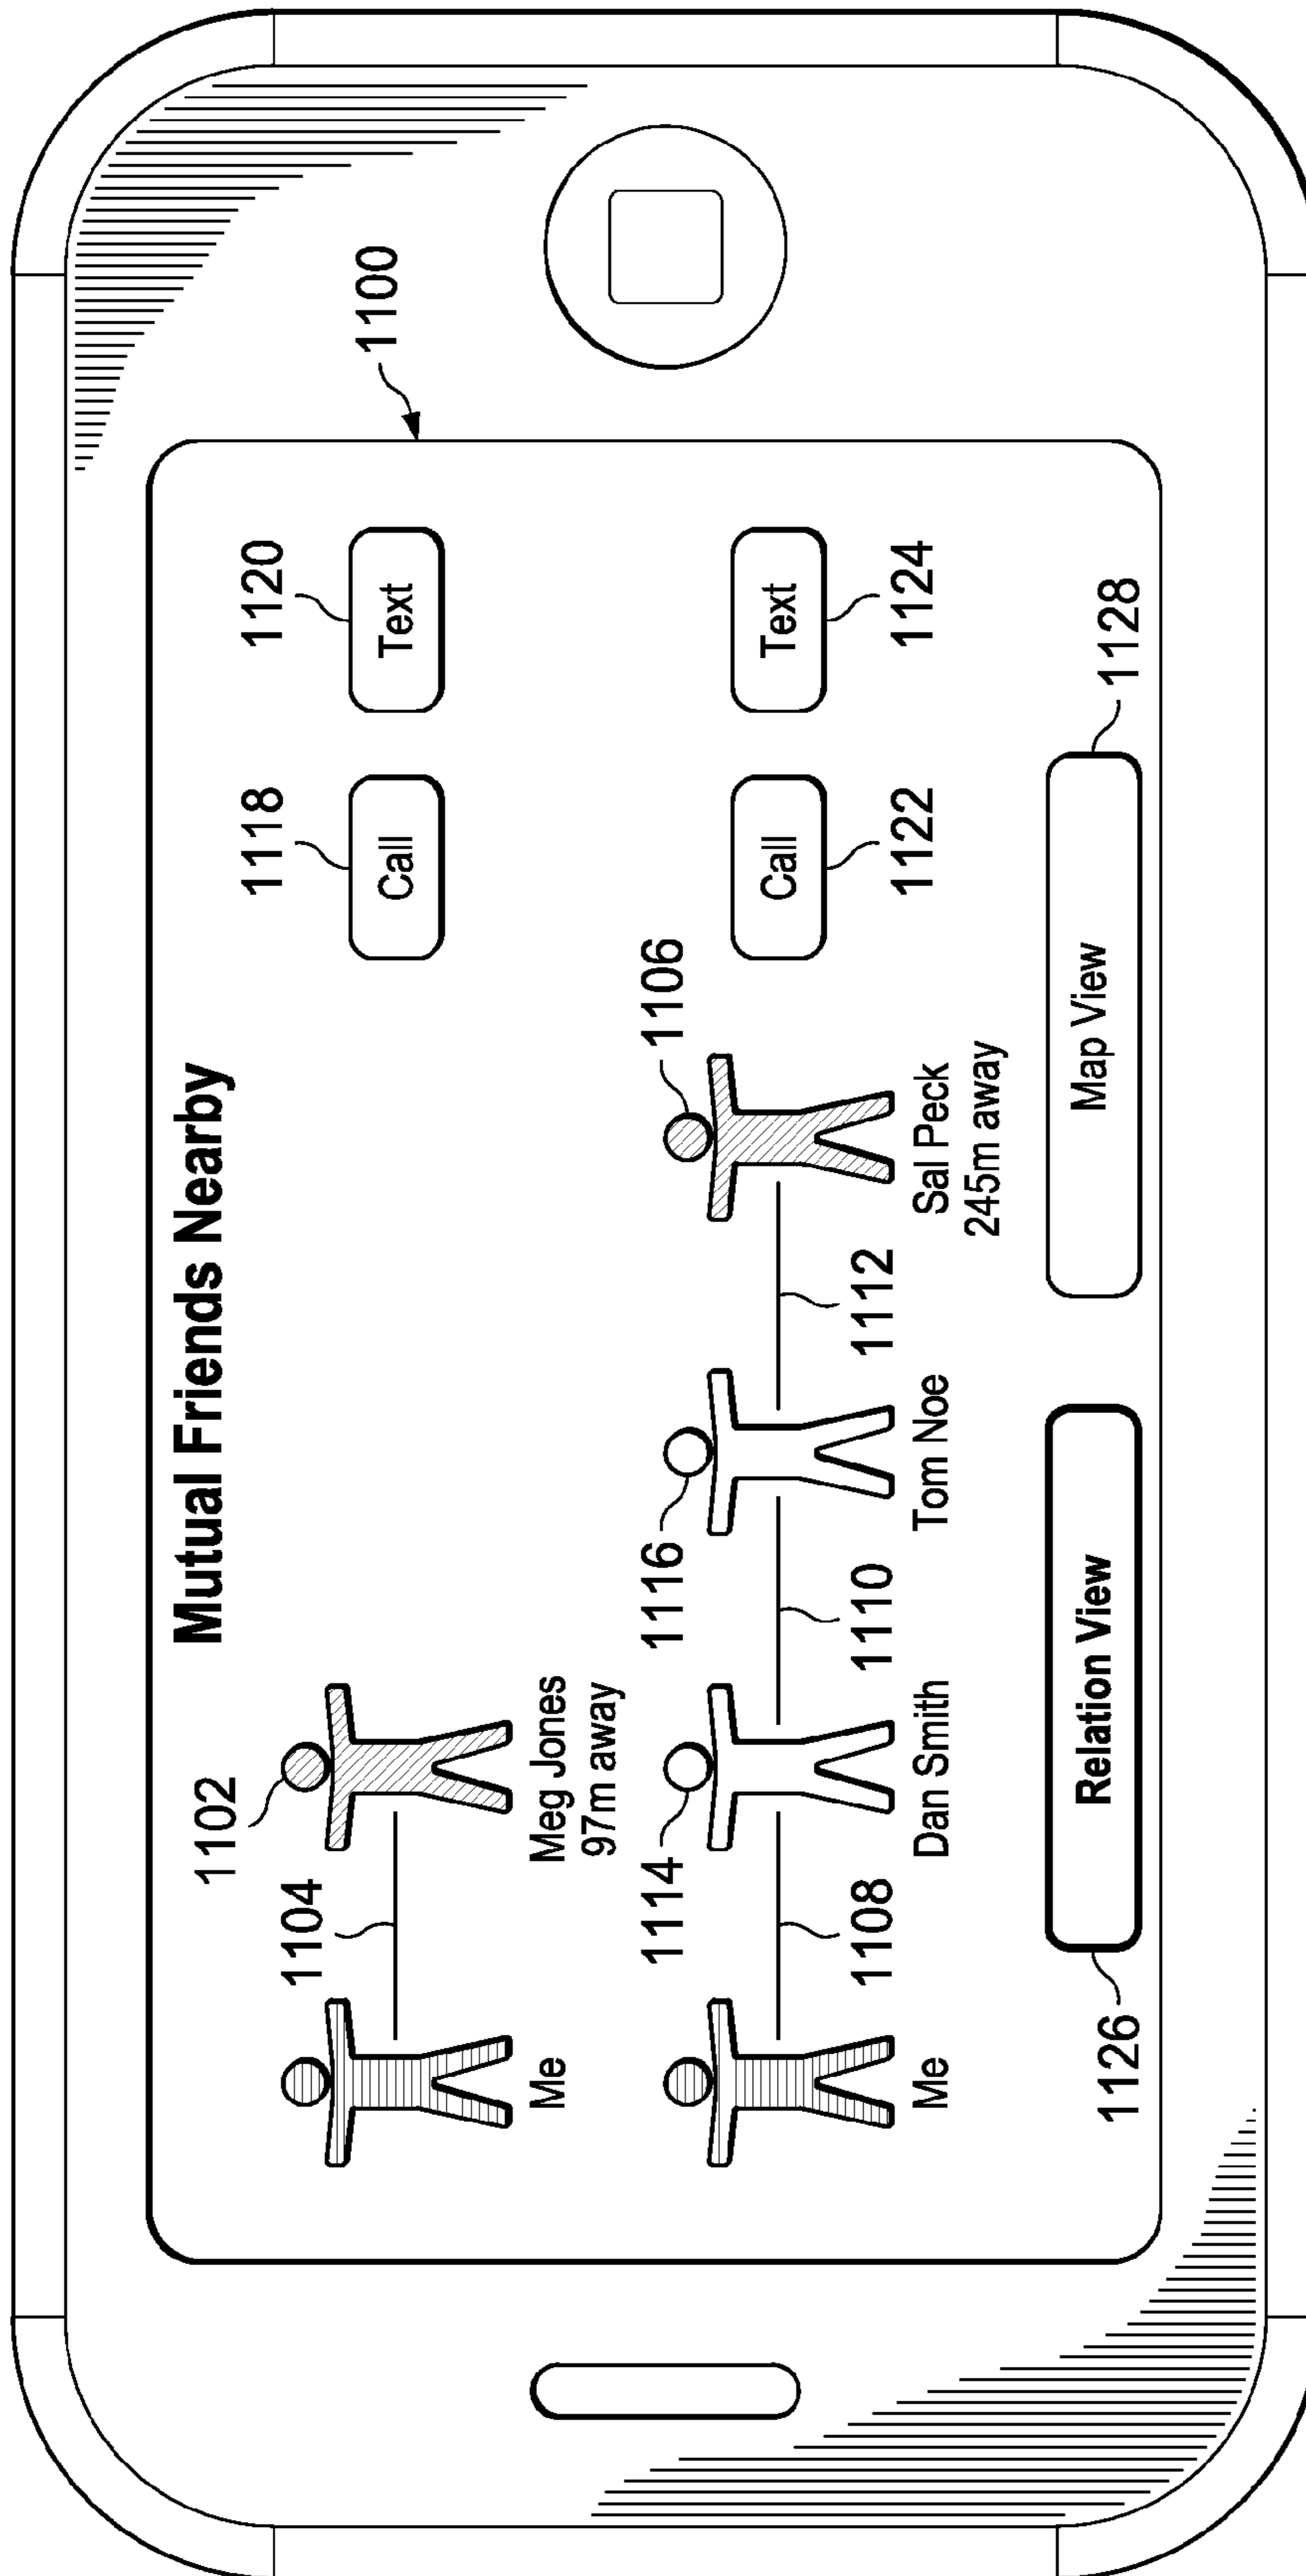 1100
Mutual Friends Nearby
1102
1104
1118
1120
Call
Text
Me
Meg Jones
97m away
1114
1116
1106
Call
Text
1108
1110
1112
1122
1124
Me
Dan Smith
Tom Noe
Sal Peck
245m away
Relation View
Map View
1126
1128